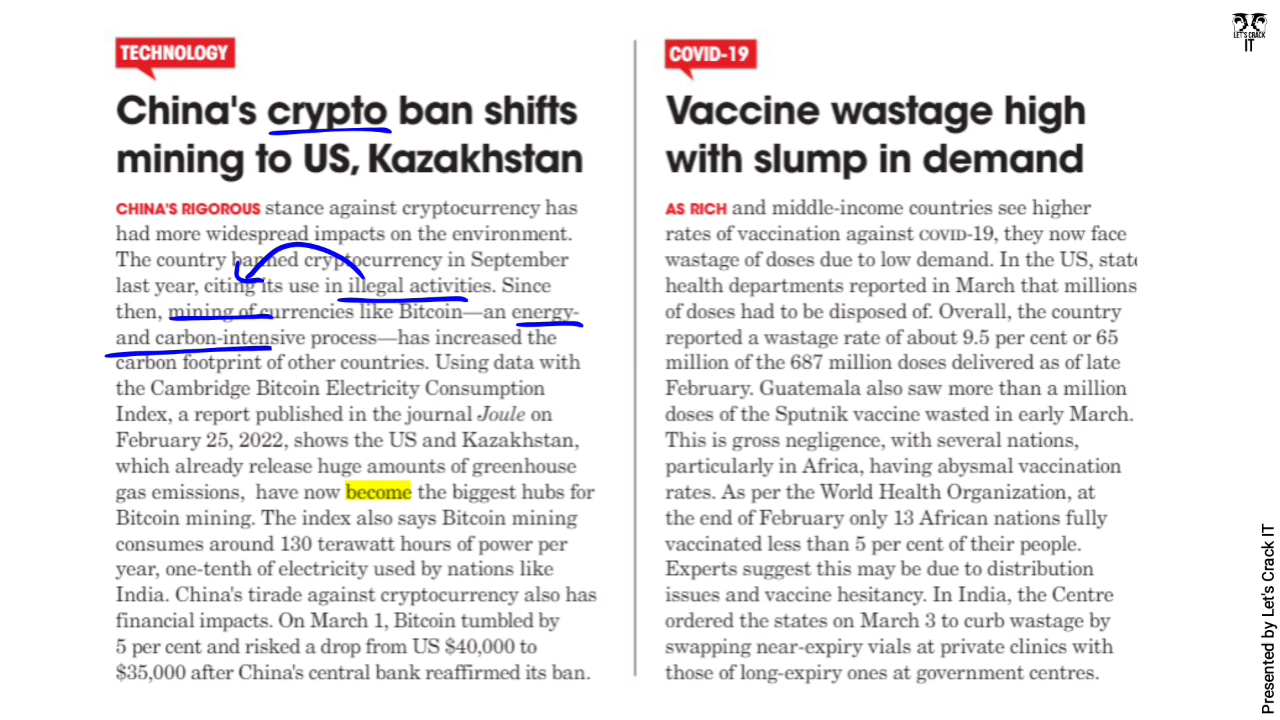 TECHNOLOGY
China's crypto ban shifts
mining to US, Kazakhstan
CHINA'S RIGOROUS stance against cryptocurrency has
had more widespread impacts on the environment.
The country banned cryptocurrency in September
last year, citing its use in illegal activities. Since
then, mining of currencies like Bitcoin—an energy-
and carbon-intensive process—has increased the
carbon footprint of other countries. Using data with
the Cambridge Bitcoin Electricity Consumption
Index, a report published in the journal Joule on
February 25, 2022, shows the US and Kazakhstan,
which already release huge amounts of greenhouse
gas emissions, have now become the biggest hubs for
Bitcoin mining. The index also says Bitcoin mining
consumes around 130 terawatt hours of power per
year, one-tenth of electricity used by nations like
India. China's tirade against cryptocurrency also has
financial impacts. On March 1, Bitcoin tumbled by
5 per cent and risked a drop from US $40,000 to
$35,000 after China's central bank reaffirmed its ban.
COVID-19
Vaccine wastage high
with slump in demand
AS RICH and middle-income countries see higher
rates of vaccination against COVID-19, they now face
wastage of doses due to low demand. In the US, state
health departments reported in March that millions
of doses had to be disposed of. Overall, the country
reported a wastage rate of about 9.5 per cent or 65
million of the 687 million doses delivered as of late
February. Guatemala also saw more than a million
doses of the Sputnik vaccine wasted in early March.
This is gross negligence, with several nations,
particularly in Africa, having abysmal vaccination
rates. As per the World Health Organization, at
the end of February only 13 African nations fully
vaccinated less than 5 per cent of their people.
Experts suggest this may be due to distribution
issues and vaccine hesitancy. In India, the Centre
ordered the states on March 3 to curb wastage by
swapping near-expiry vials at private clinics with
those of long-expiry ones at government centres.
LET'S CRACK
IT
Presented by Let's Crack IT